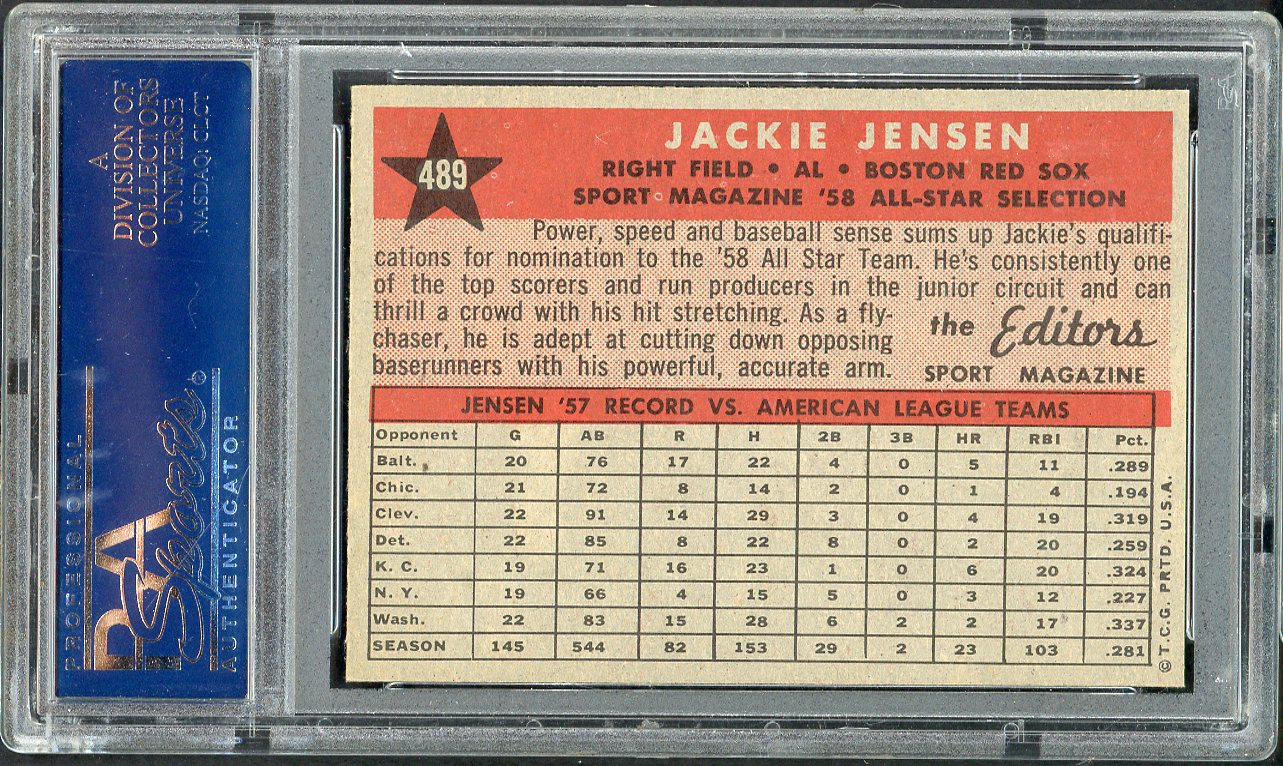 A
DIVISION OF
COLLECTORS
UNIVERSE
NASDAQ: CLCT
PSA
Sports®
PROFESSIONAL
AUTHENTICATOR
489
JACKIE JENSEN
RIGHT FIELD • AL • BOSTON RED SOX
SPORT MAGAZINE '58 ALL-STAR SELECTION
Power, speed and baseball sense sums up Jackie's qualifi-
cations for nomination to the '58 All Star Team. He's consistently one
of the top scorers and run producers in the junior circuit and can
thrill a crowd with his hit stretching. As a fly-
chaser, he is adept at cutting down opposing
baserunners with his powerful, accurate arm.
the Editors
SPORT MAGAZINE
JENSEN '57 RECORD VS. AMERICAN LEAGUE TEAMS
Opponent G AB R H 2B 3B HR RBI Pct.
Balt. 20 76 17 22 4 0 5 11 .289
Chic. 21 72 8 14 2 0 1 4 .194
Clev. 22 91 14 29 3 0 4 19 .319
Det. 22 85 8 22 8 0 2 20 .259
K. C. 19 71 16 23 1 0 6 20 .324
N. Y. 19 66 4 15 5 0 3 12 .227
Wash. 22 83 15 28 6 2 2 17 .337
SEASON 145 544 82 153 29 2 23 103 .281
© T.C.G. PRTD. U.S.A.